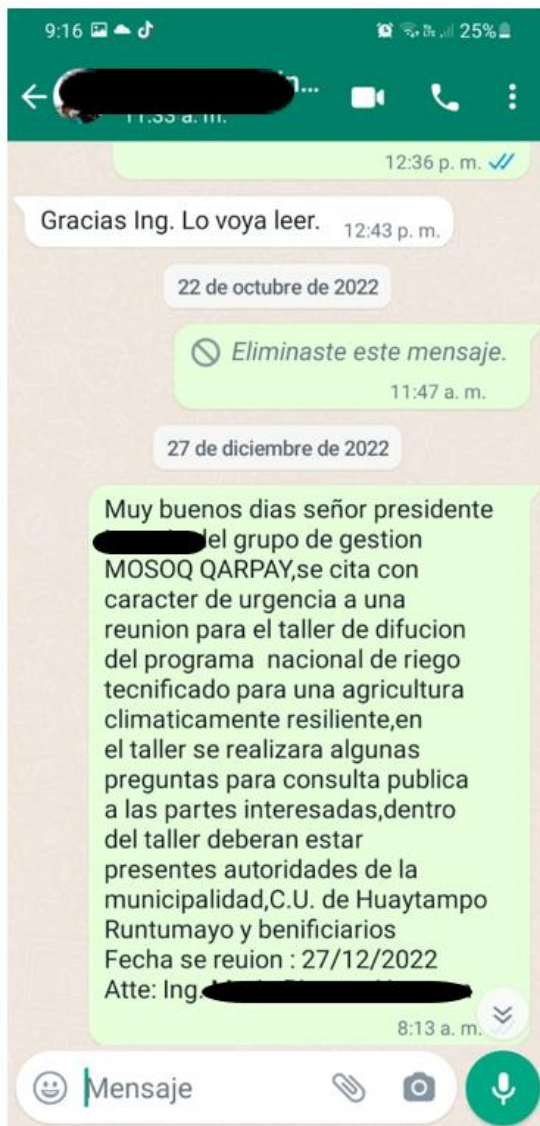 9:16
25%
11:33 a. m.
12:36 p. m.
Gracias Ing. Lo voya leer.
12:43 p. m.
22 de octubre de 2022
Eliminaste este mensaje.
11:47 a. m.
27 de diciembre de 2022
Muy buenos dias señor presidente
del grupo de gestion
MOSOQ QARPAY,se cita con
caracter de urgencia a una
reunion para el taller de difucion
del programa nacional de riego
tecnificado para una agricultura
climaticamente resiliente,en
el taller se realizara algunas
preguntas para consulta publica
a las partes interesadas,dentro
del taller deberan estar
presentes autoridades de la
municipalidad,C.U. de Huaytampo
Runtumayo y benificiarios
Fecha se reuion : 27/12/2022
Atte: Ing.
8:13 a. m.
Mensaje